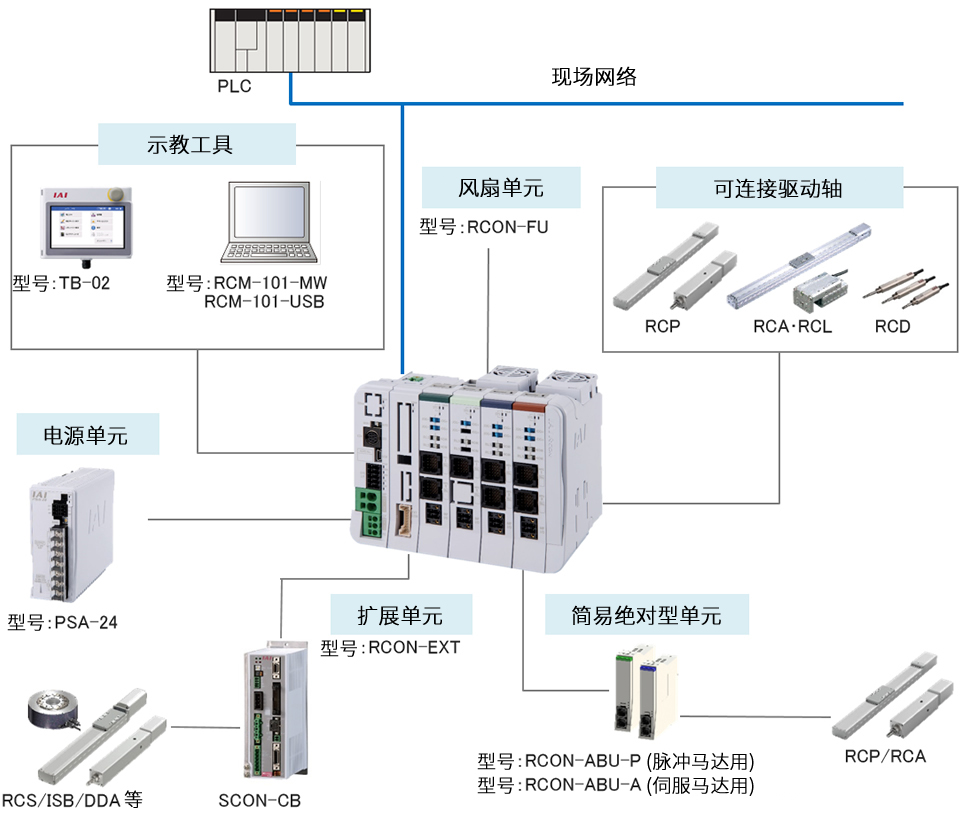 PLC
现场网络
示教工具
IAI
型号:TB-02
型号:RCM-101-MW
RCM-101-USB
风扇单元
型号:RCON-FU
可连接驱动轴
RCP
RCA·RCL
RCD
电源单元
IAI
型号:PSA-24
扩展单元
型号:RCON-EXT
简易绝对型单元
型号:RCON-ABU-P (脉冲马达用)
型号:RCON-ABU-A (伺服马达用)
RCP/RCA
RCS/ISB/DDA 等
SCON-CB